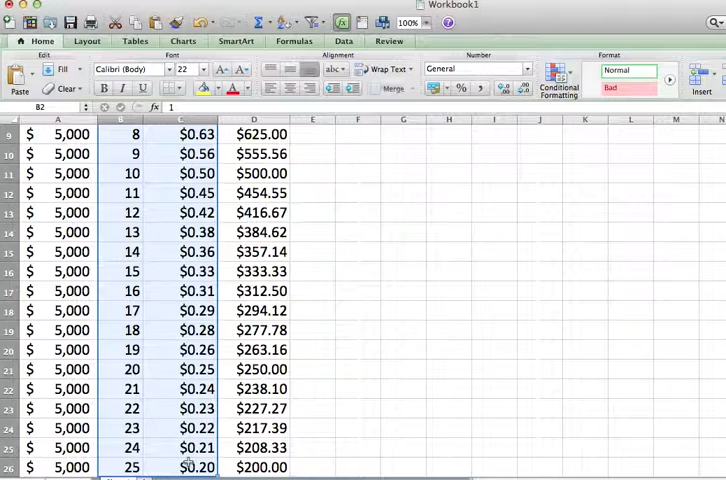 Workbook1
100%
Home Layout Tables Charts SmartArt Formulas Data Review
Edit Font Alignment Number Format
Paste Fill Calibri (Body) 22 A A abc Wrap Text General Conditional Formatting Normal Insert
Clear B I U A Merge % Bad
B2 fx 1
A B C D E F G H I J K L M N
9 $ 5,000 8 $0.63 $625.00
10 $ 5,000 9 $0.56 $555.56
11 $ 5,000 10 $0.50 $500.00
12 $ 5,000 11 $0.45 $454.55
13 $ 5,000 12 $0.42 $416.67
14 $ 5,000 13 $0.38 $384.62
15 $ 5,000 14 $0.36 $357.14
16 $ 5,000 15 $0.33 $333.33
17 $ 5,000 16 $0.31 $312.50
18 $ 5,000 17 $0.29 $294.12
19 $ 5,000 18 $0.28 $277.78
20 $ 5,000 19 $0.26 $263.16
21 $ 5,000 20 $0.25 $250.00
22 $ 5,000 21 $0.24 $238.10
23 $ 5,000 22 $0.23 $227.27
24 $ 5,000 23 $0.22 $217.39
25 $ 5,000 24 $0.21 $208.33
26 $ 5,000 25 $0.20 $200.00